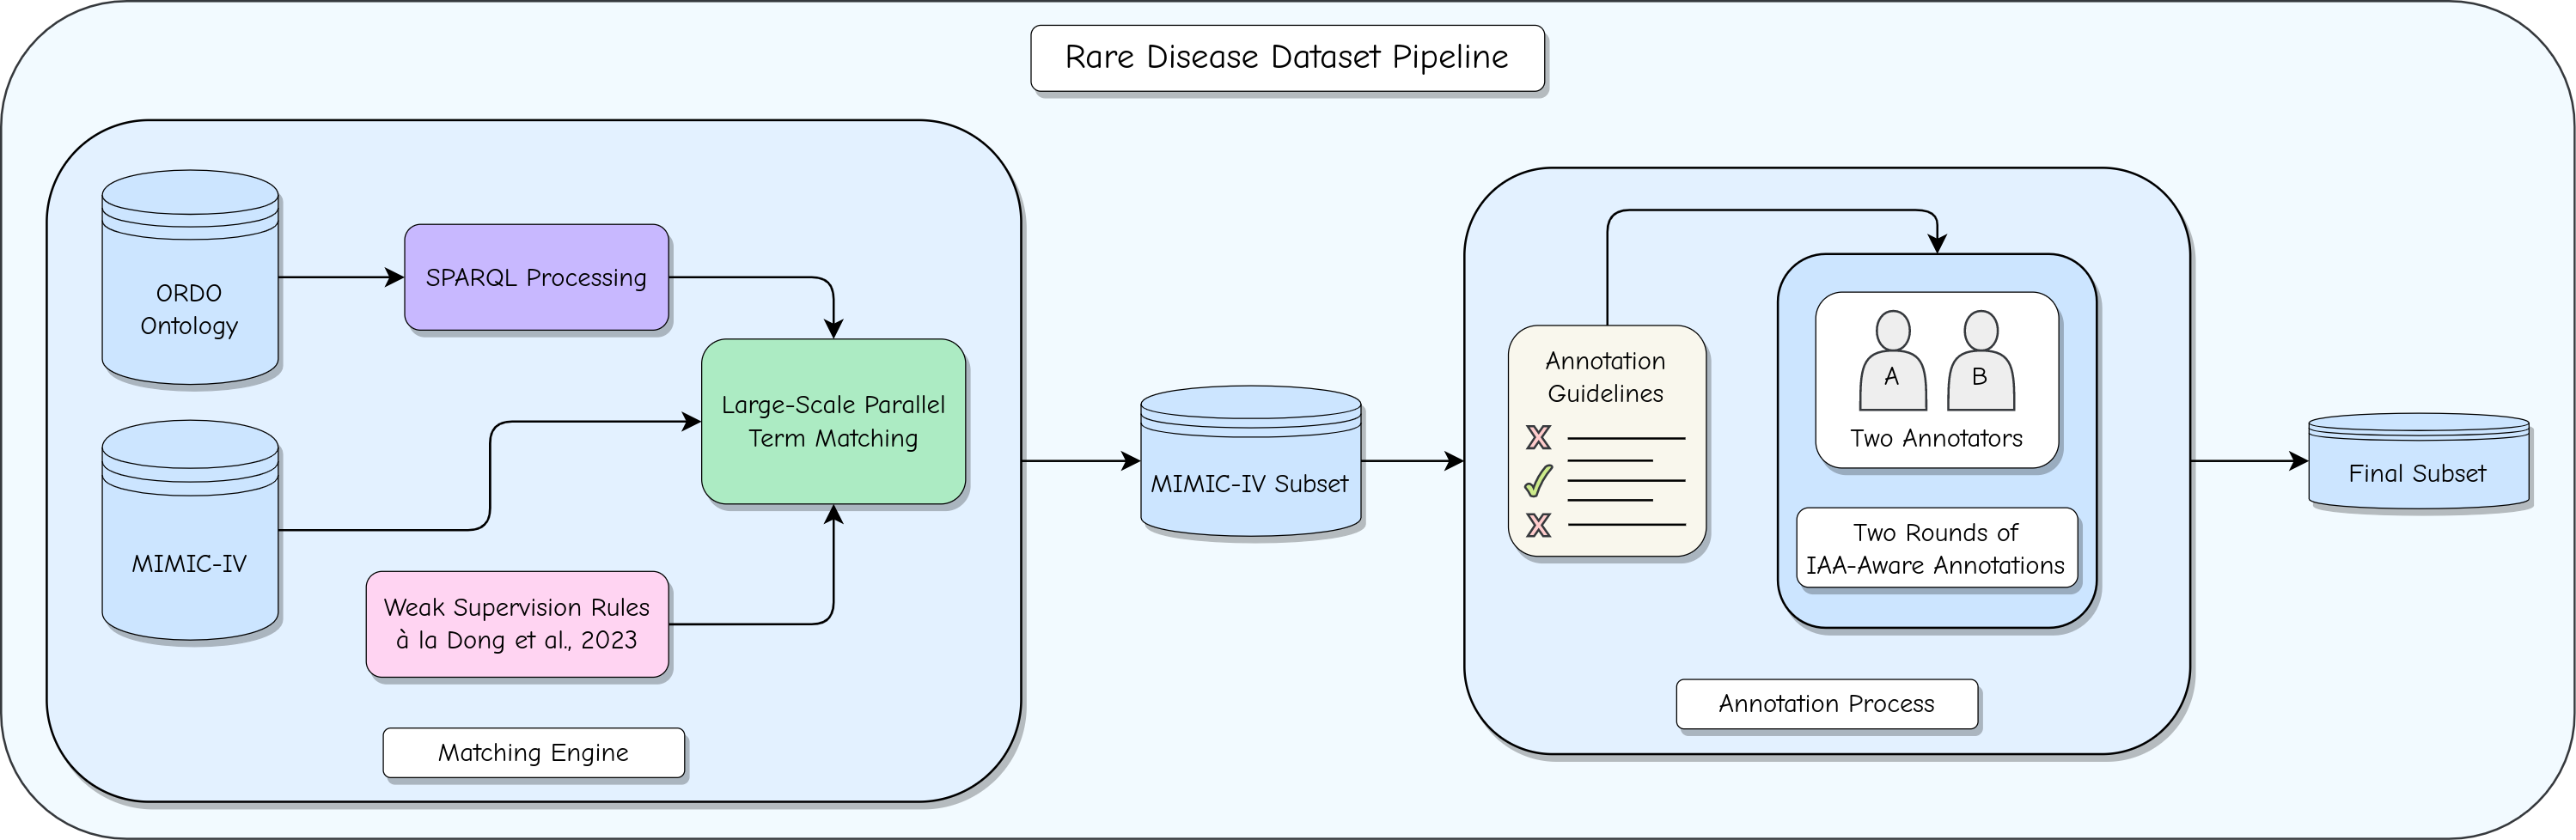 Rare Disease Dataset Pipeline
ORDO
Ontology
SPARQL Processing
MIMIC-IV
Large-Scale Parallel
Term Matching
Weak Supervision Rules
à la Dong et al., 2023
Matching Engine
MIMIC-IV Subset
Annotation
Guidelines
A
B
Two Annotators
Two Rounds of
IAA-Aware Annotations
Annotation Process
Final Subset